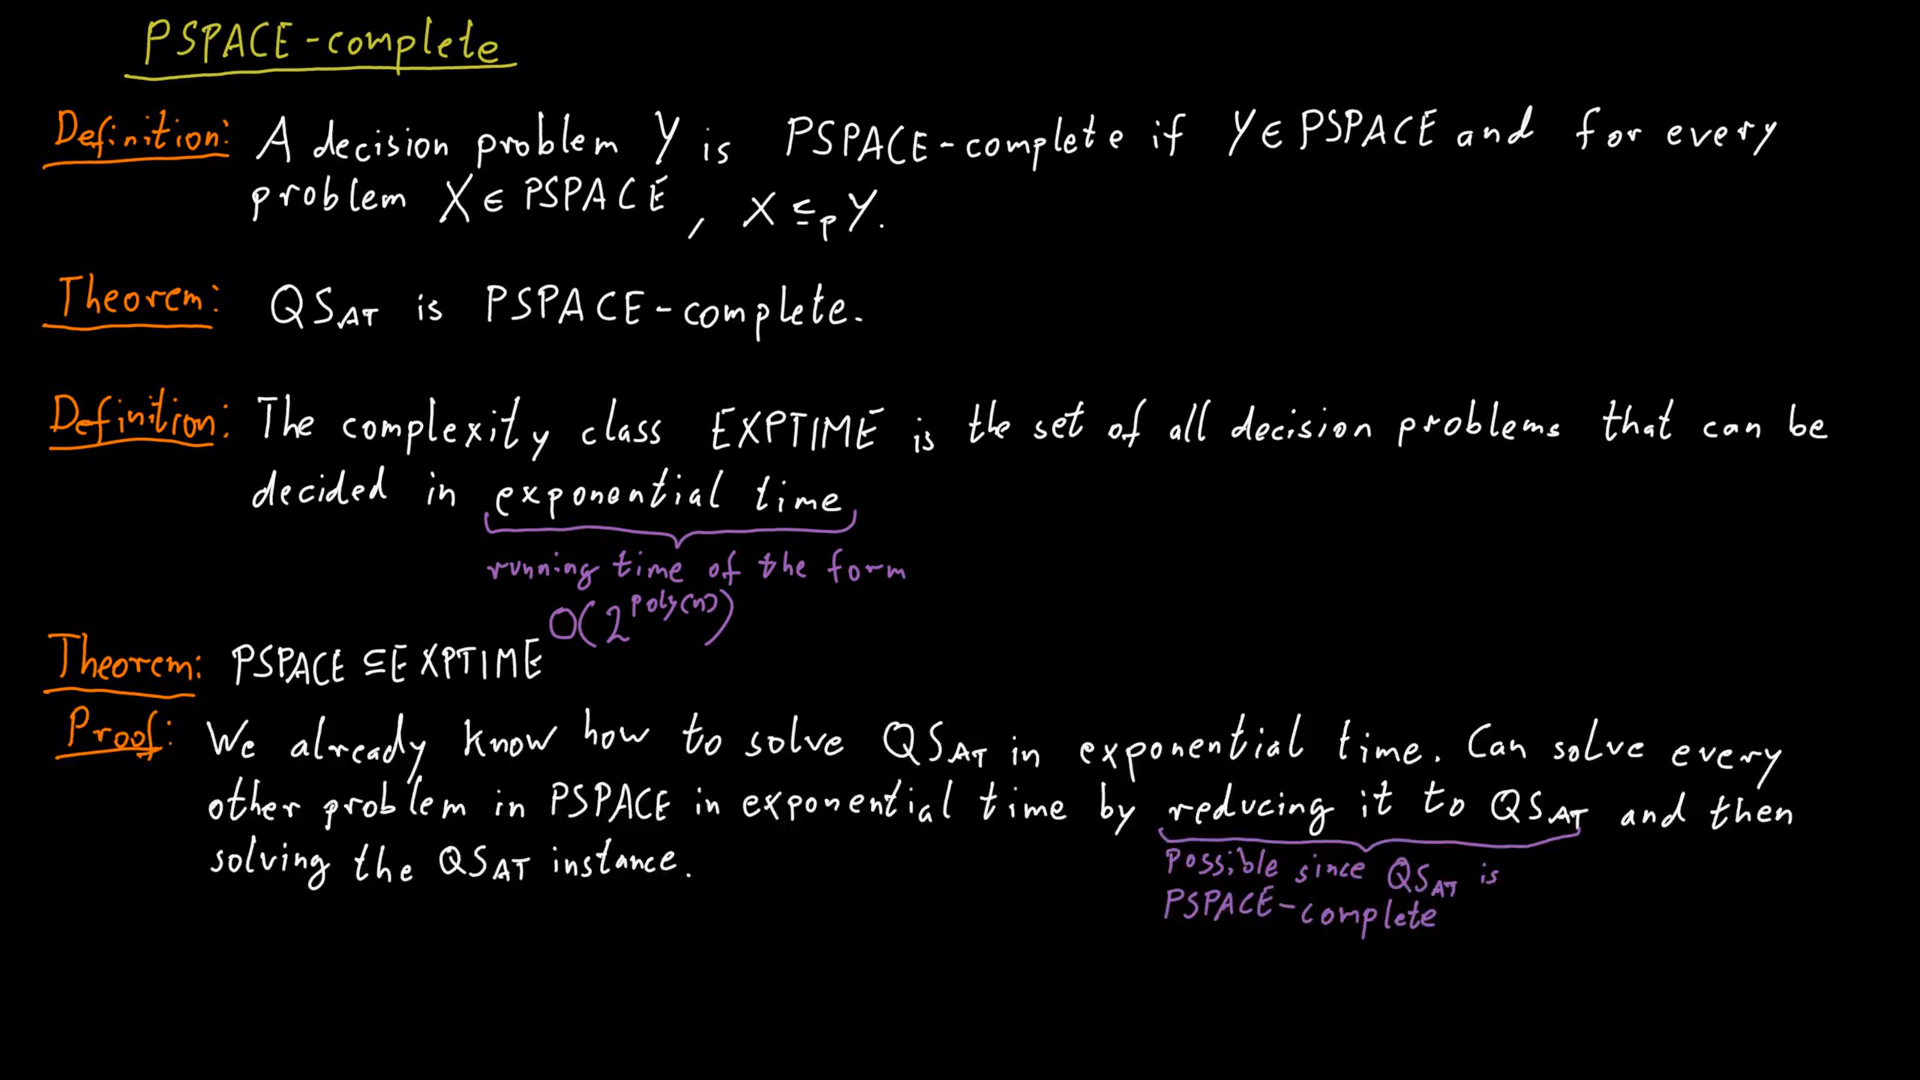 PSPACE-complete
Definition: A decision problem Y is PSPACE-complete if Y ∈ PSPACE and for every
problem X ∈ PSPACE, X ≤p Y.
Theorem: QSAT is PSPACE-complete.
Definition: The complexity class EXPTIME is the set of all decision problems that can be
decided in exponential time
running time of the form
O(2^poly(n))
Theorem: PSPACE ⊆ EXPTIME
Proof: We already know how to solve QSAT in exponential time. Can solve every
other problem in PSPACE in exponential time by reducing it to QSAT and then
solving the QSAT instance.
Possible since QSAT is
PSPACE-complete